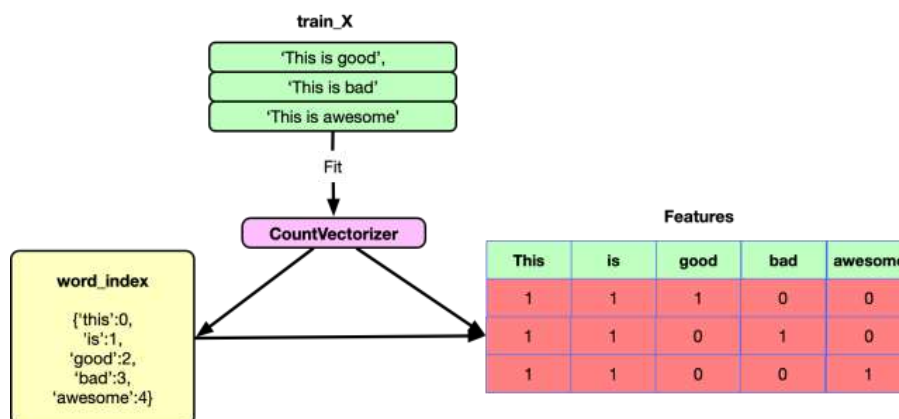 train_X
‘This is good’,
‘This is bad’
‘This is awesome’
Fit
CountVectorizer
word_index
{‘this’:0,
‘is’:1,
‘good’:2,
‘bad’:3,
‘awesome’:4}
Features
This is good bad awesome
1 1 1 0 0
1 1 0 1 0
1 1 0 0 1